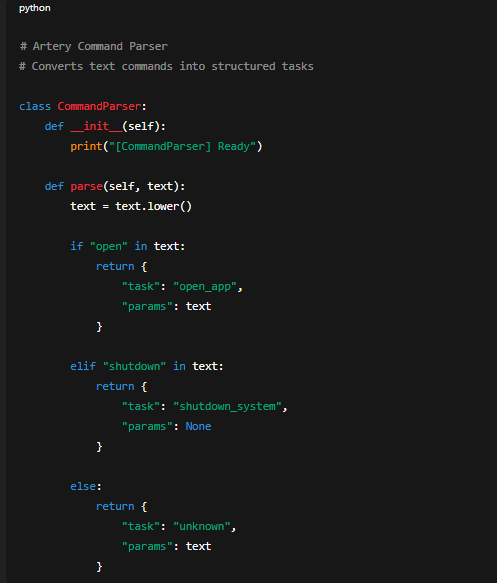 python
# Artery Command Parser
# Converts text commands into structured tasks
class CommandParser:
    def __init__(self):
        print("[CommandParser] Ready")
    def parse(self, text):
        text = text.lower()
        if "open" in text:
            return {
                "task": "open_app",
                "params": text
            }
        elif "shutdown" in text:
            return {
                "task": "shutdown_system",
                "params": None
            }
        else:
            return {
                "task": "unknown",
                "params": text
            }